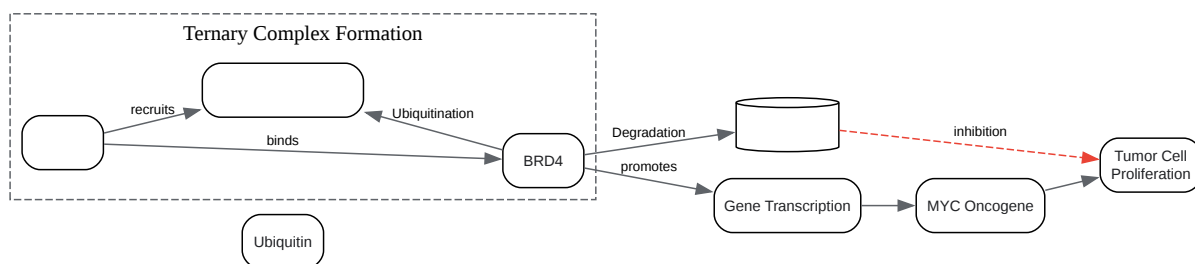 Ternary Complex Formation
recruits
Ubiquitination
binds
BRD4
Degradation
promotes
inhibition
Gene Transcription
MYC Oncogene
Tumor Cell
Proliferation
Ubiquitin